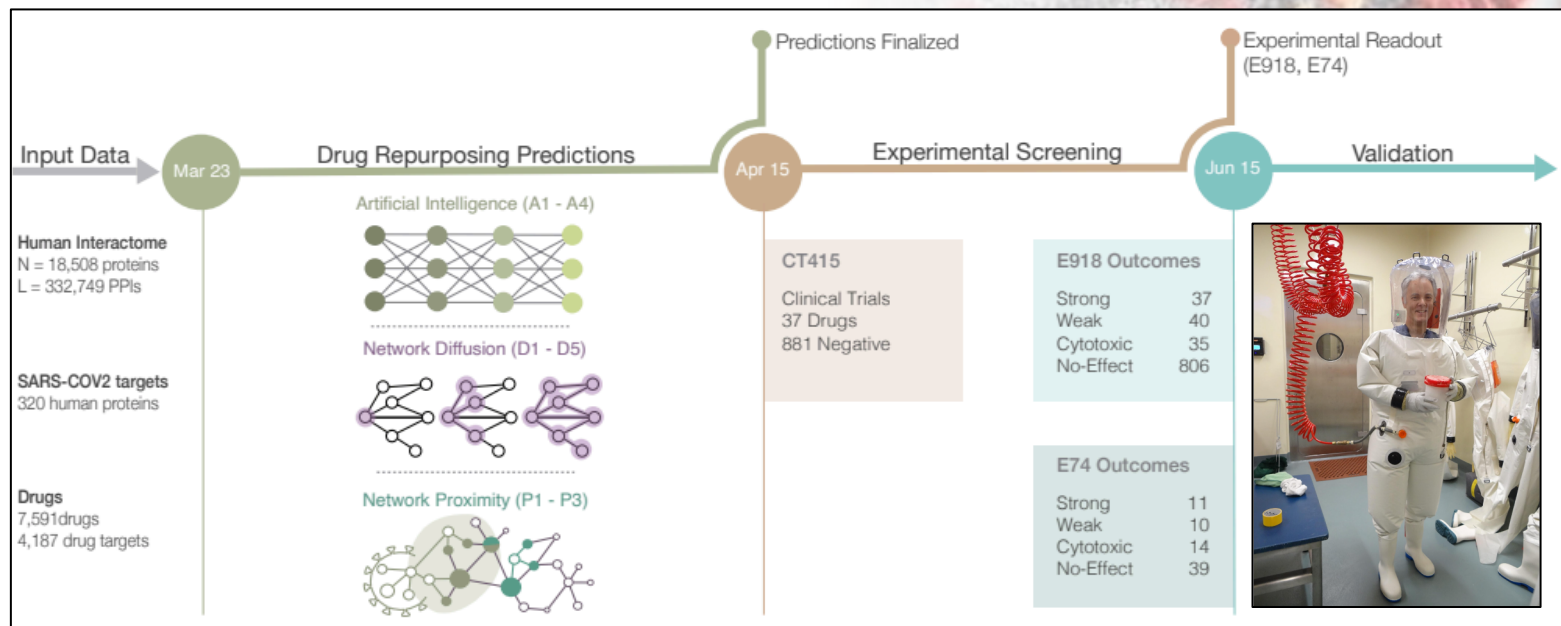 Predictions Finalized
Experimental Readout
(E918, E74)
Input Data
Mar 23
Drug Repurposing Predictions
Apr 15
Experimental Screening
Jun 15
Validation
Human Interactome
N = 18,508 proteins
L = 332,749 PPIs
SARS-COV2 targets
320 human proteins
Drugs
7,591drugs
4,187 drug targets
Artificial Intelligence (A1 - A4)
Network Diffusion (D1 - D5)
Network Proximity (P1 - P3)
CT415
Clinical Trials
37 Drugs
881 Negative
E918 Outcomes
Strong 37
Weak 40
Cytotoxic 35
No-Effect 806
E74 Outcomes
Strong 11
Weak 10
Cytotoxic 14
No-Effect 39